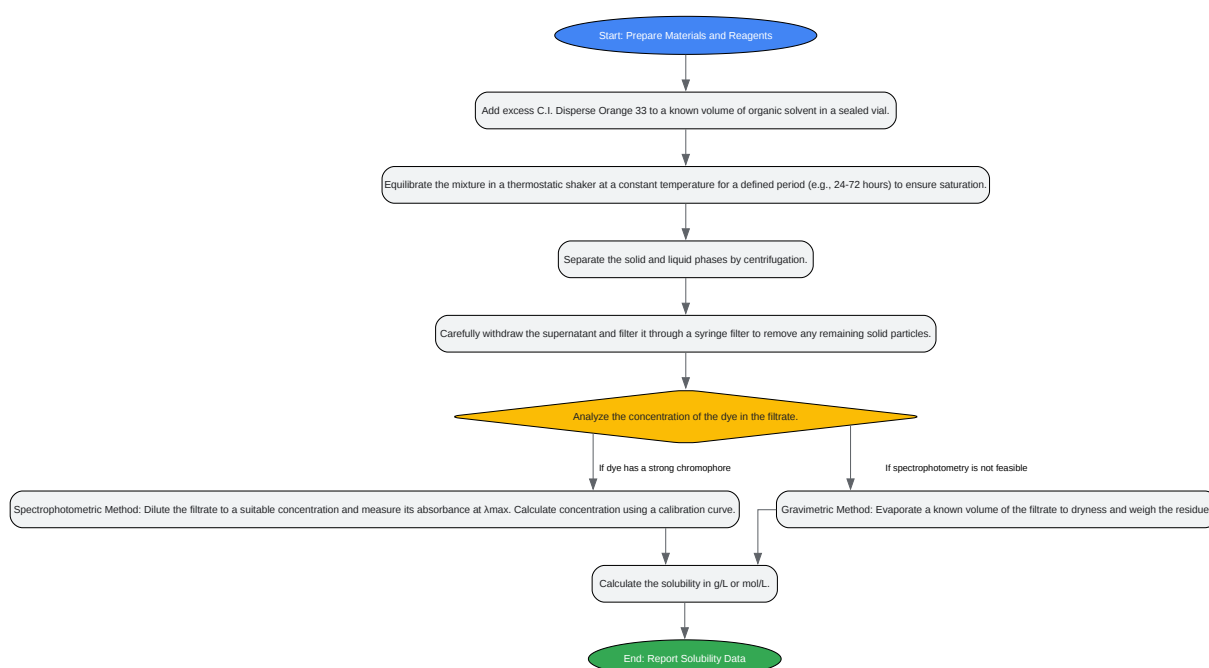 Start: Prepare Materials and Reagents
Add excess C.I. Disperse Orange 33 to a known volume of organic solvent in a sealed vial.
Equilibrate the mixture in a thermostatic shaker at a constant temperature for a defined period (e.g., 24-72 hours) to ensure saturation.
Separate the solid and liquid phases by centrifugation.
Carefully withdraw the supernatant and filter it through a syringe filter to remove any remaining solid particles.
Analyze the concentration of the dye in the filtrate.
If dye has a strong chromophore
If spectrophotometry is not feasible
Spectrophotometric Method: Dilute the filtrate to a suitable concentration and measure its absorbance at λmax. Calculate concentration using a calibration curve.
Gravimetric Method: Evaporate a known volume of the filtrate to dryness and weigh the residue
Calculate the solubility in g/L or mol/L.
End: Report Solubility Data